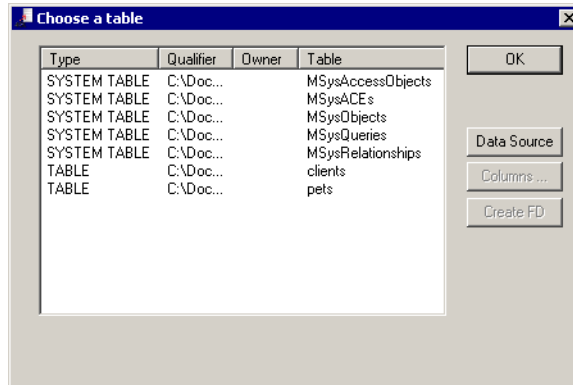 Choose a table
Type Qualifier Owner Table
SYSTEM TABLE C:\Doc... MSysAccessObjects
SYSTEM TABLE C:\Doc... MSysACEs
SYSTEM TABLE C:\Doc... MSysObjects
SYSTEM TABLE C:\Doc... MSysQueries
SYSTEM TABLE C:\Doc... MSysRelationships
TABLE C:\Doc... clients
TABLE C:\Doc... pets
OK
Data Source
Columns ...
Create FD